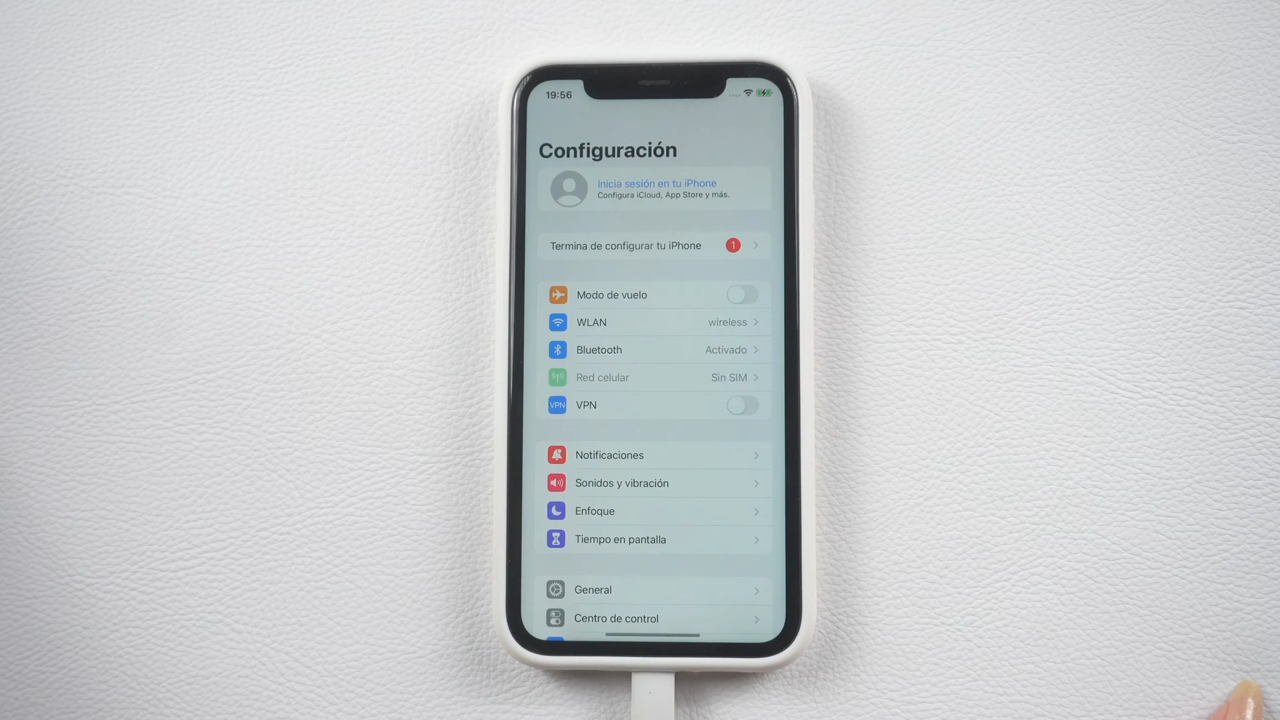 19:56
Configuración
Inicia sesión en tu iPhone
Configura iCloud, App Store y más.
Termina de configurar tu iPhone 1
Modo de vuelo
WLAN wireless
Bluetooth Activado
Red celular Sin SIM
VPN VPN
Notificaciones
Sonidos y vibración
Enfoque
Tiempo en pantalla
General
Centro de control